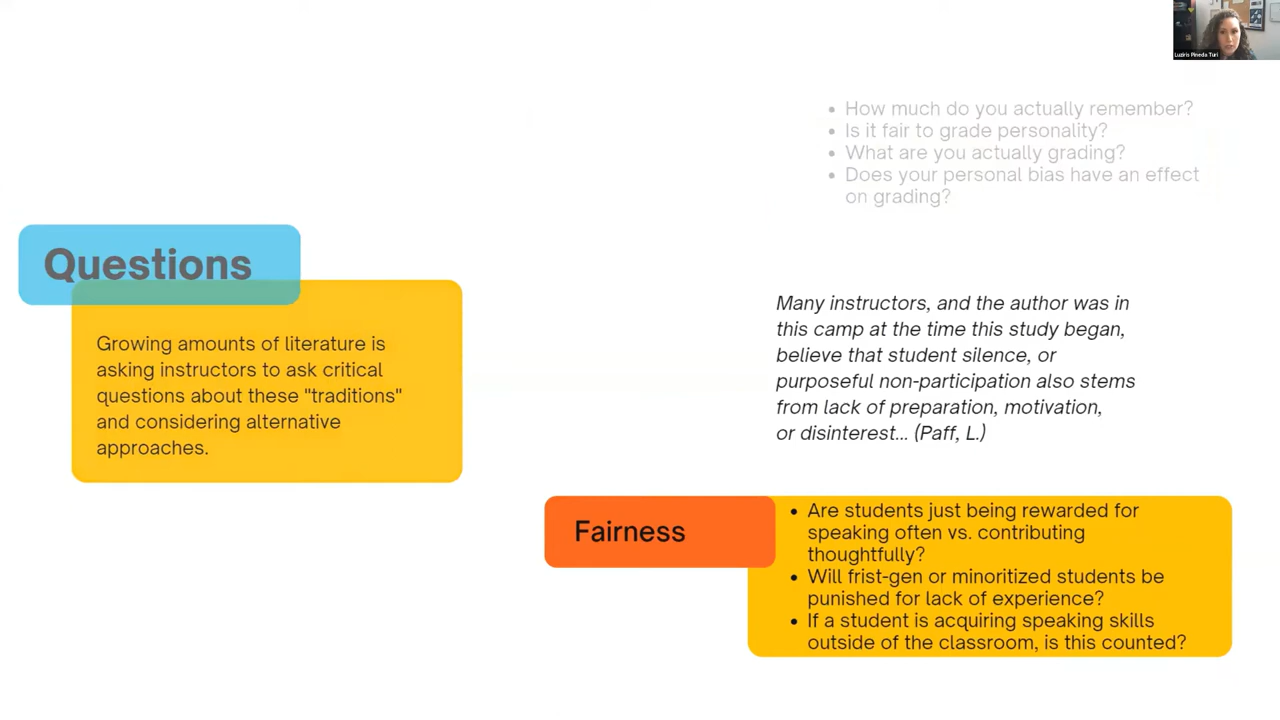 Luziris Pineda Turi
How much do you actually remember?
Is it fair to grade personality?
What are you actually grading?
Does your personal bias have an effect
on grading?
Questions
Growing amounts of literature is
asking instructors to ask critical
questions about these "traditions"
and considering alternative
approaches.
Many instructors, and the author was in
this camp at the time this study began,
believe that student silence, or
purposeful non-participation also stems
from lack of preparation, motivation,
or disinterest... (Paff, L.)
Fairness
Are students just being rewarded for
speaking often vs. contributing
thoughtfully?
Will frist-gen or minoritized students be
punished for lack of experience?
If a student is acquiring speaking skills
outside of the classroom, is this counted?